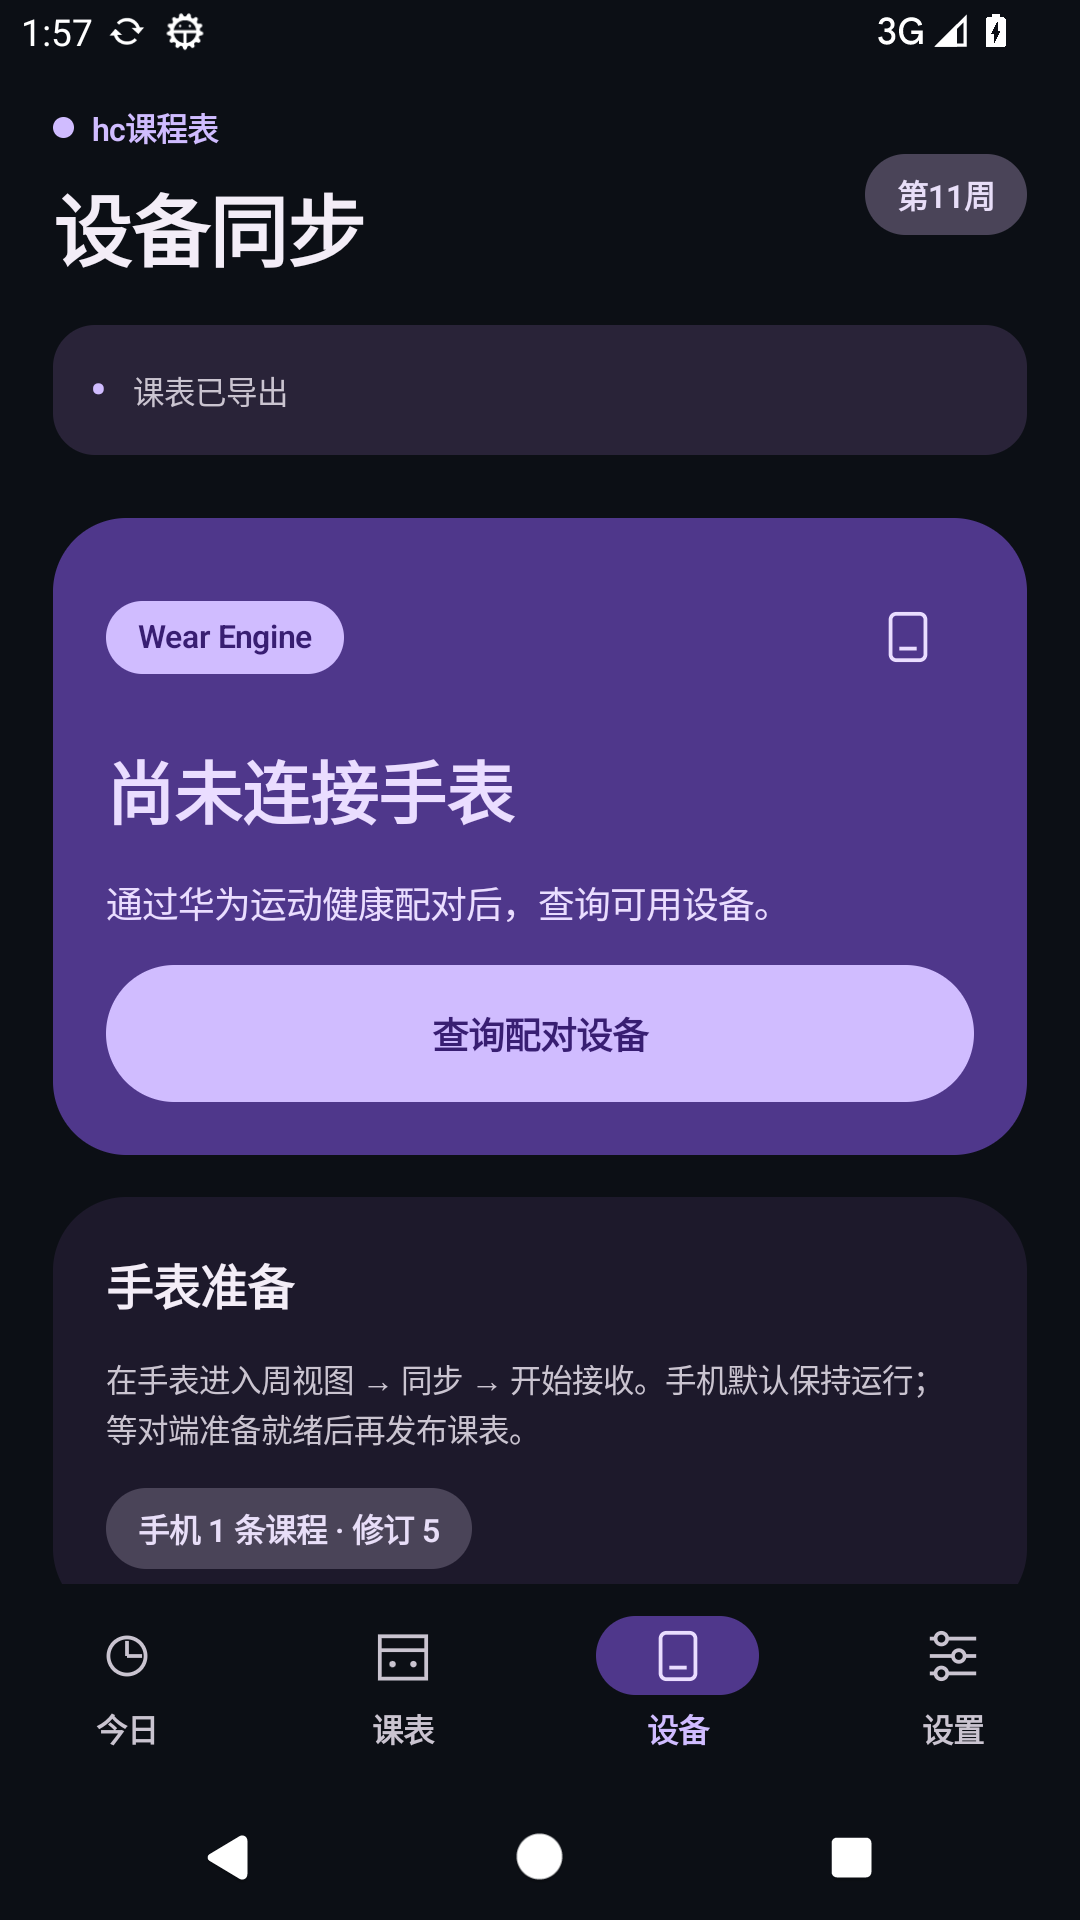 1:57
3G
hc课程表
设备同步
第11周
课表已导出
Wear Engine
尚未连接手表
通过华为运动健康配对后，查询可用设备。
查询配对设备
手表准备
在手表进入周视图 → 同步 → 开始接收。手机默认保持运行；
等对端准备就绪后再发布课表。
手机 1 条课程 · 修订 5
今日
课表
设备
设置